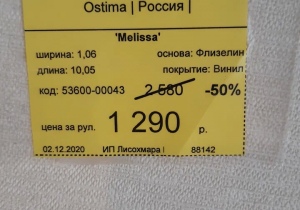 Ostima | Россия |
'Melissa'
ширина: 1,06 основа: Флизелин
длина: 10,05 покрытие: Винил
код: 53600-00043 2 580 -50%
цена за рул. 1 290 р.
02.12.2020 ИП Лисохмара І 88142